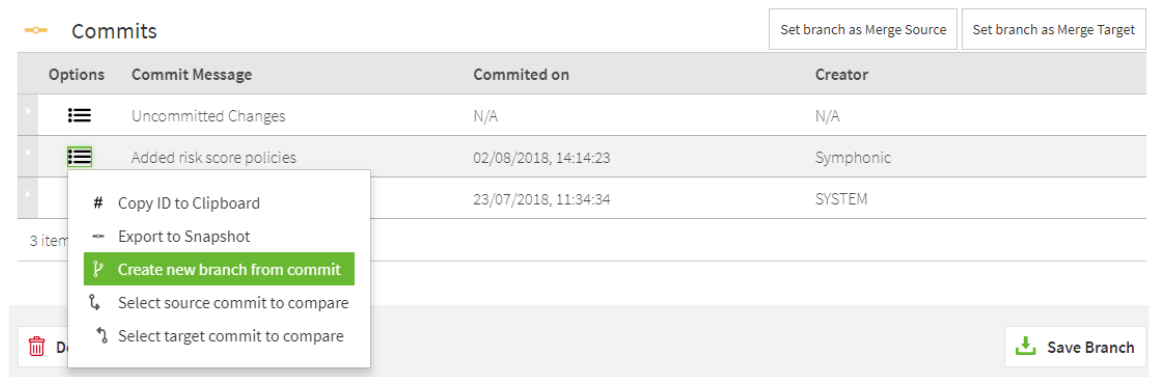 Commits
Set branch as Merge Source
Set branch as Merge Target
Options Commit Message Commited on Creator
Uncommitted Changes N/A N/A
Added risk score policies 02/08/2018, 14:14:23 Symphonic
23/07/2018, 11:34:34 SYSTEM
# Copy ID to Clipboard
3
Export to Snapshot
Create new branch from commit
Select source commit to compare
Select target commit to compare
Save Branch